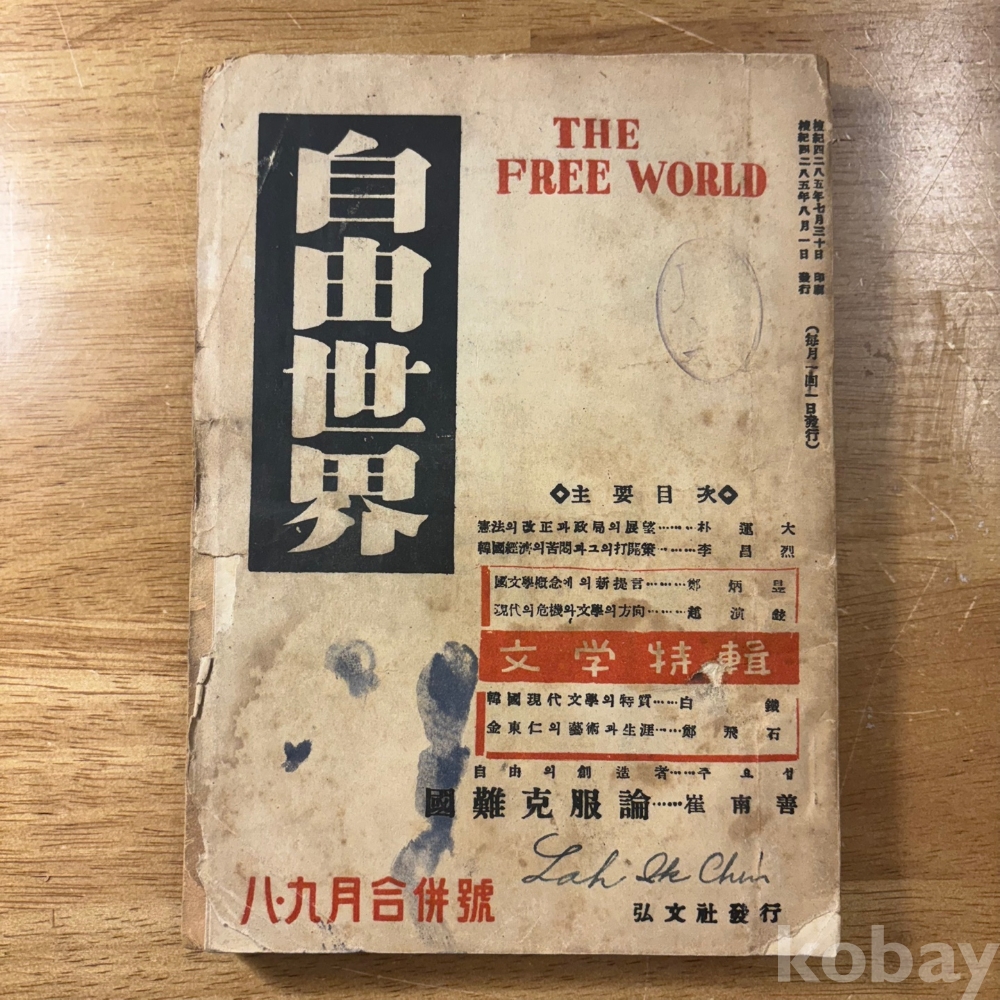 自由世界
THE
FREE WORLD
檀紀四二八五年七月三十日 印刷
檀紀四二八五年八月一日 發行
(每月一回一日發行)
主要目次
憲法의改正과政局의展望………朴運大
韓國經濟의苦悶과그의打開策………李昌烈
國文學槪念에의新提言………鄭炳昱
現代의危機와文學의方向………趙演鉉
文学特輯
韓國現代文學의特質……白鐵
金東仁의藝術과生涯……鄭飛石
自由의創造者……주요섭
國難克服論……崔南善
八·九月合併號
Lah Ik Chin
弘文社發行
kobay